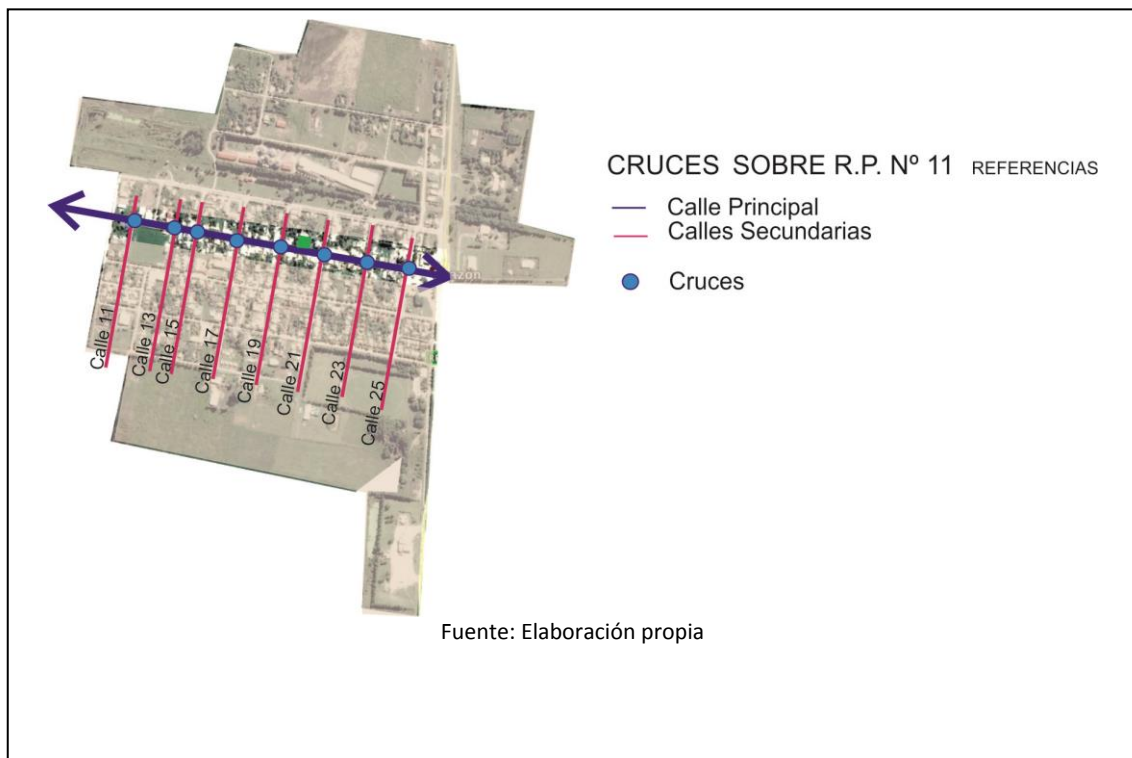 CRUCES SOBRE R.P. Nº 11 REFERENCIAS
Calle Principal
Calles Secundarias
Cruces
Calle 11
Calle 13
Calle 15
Calle 17
Calle 19
Calle 21
Calle 23
Calle 25
Fuente: Elaboración propia